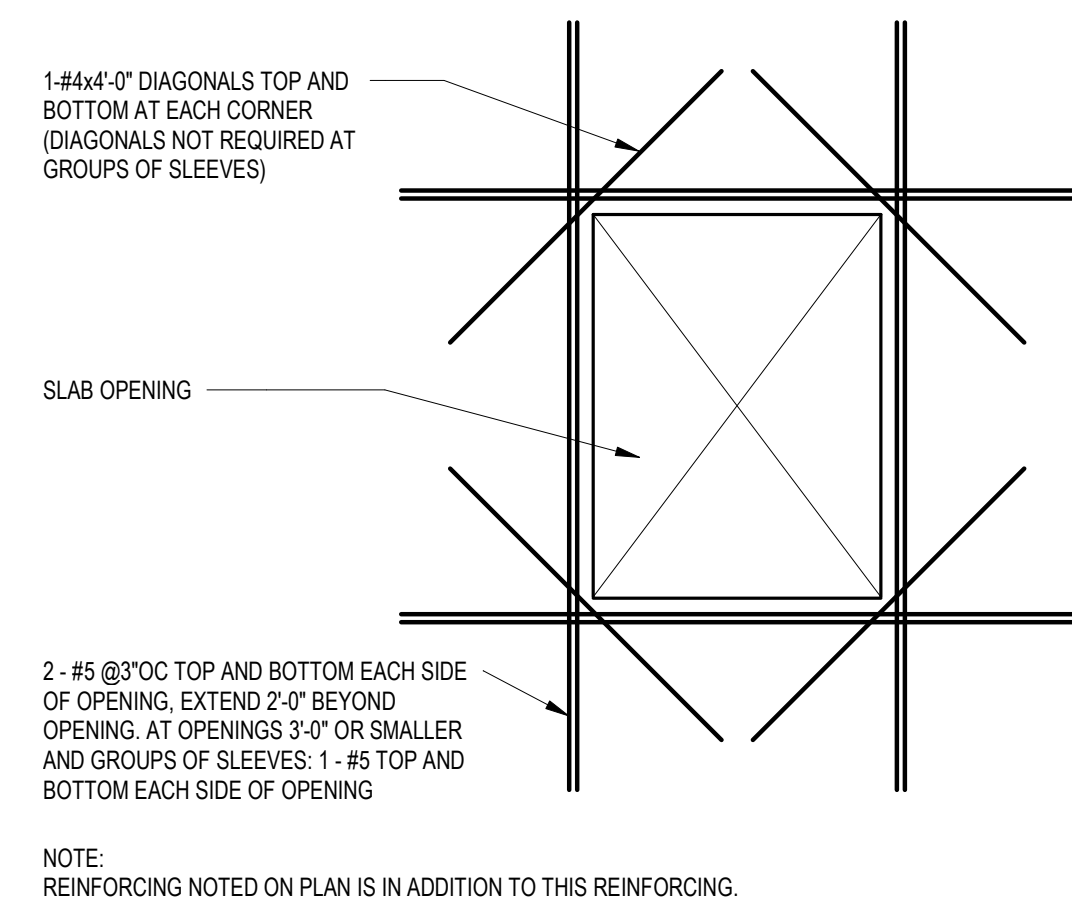 1-#4x4'-0" DIAGONALS TOP AND
BOTTOM AT EACH CORNER
(DIAGONALS NOT REQUIRED AT
GROUPS OF SLEEVES)
SLAB OPENING
2 - #5 @3"OC TOP AND BOTTOM EACH SIDE
OF OPENING, EXTEND 2'-0" BEYOND
OPENING. AT OPENINGS 3'-0" OR SMALLER
AND GROUPS OF SLEEVES: 1 - #5 TOP AND
BOTTOM EACH SIDE OF OPENING
NOTE:
REINFORCING NOTED ON PLAN IS IN ADDITION TO THIS REINFORCING.